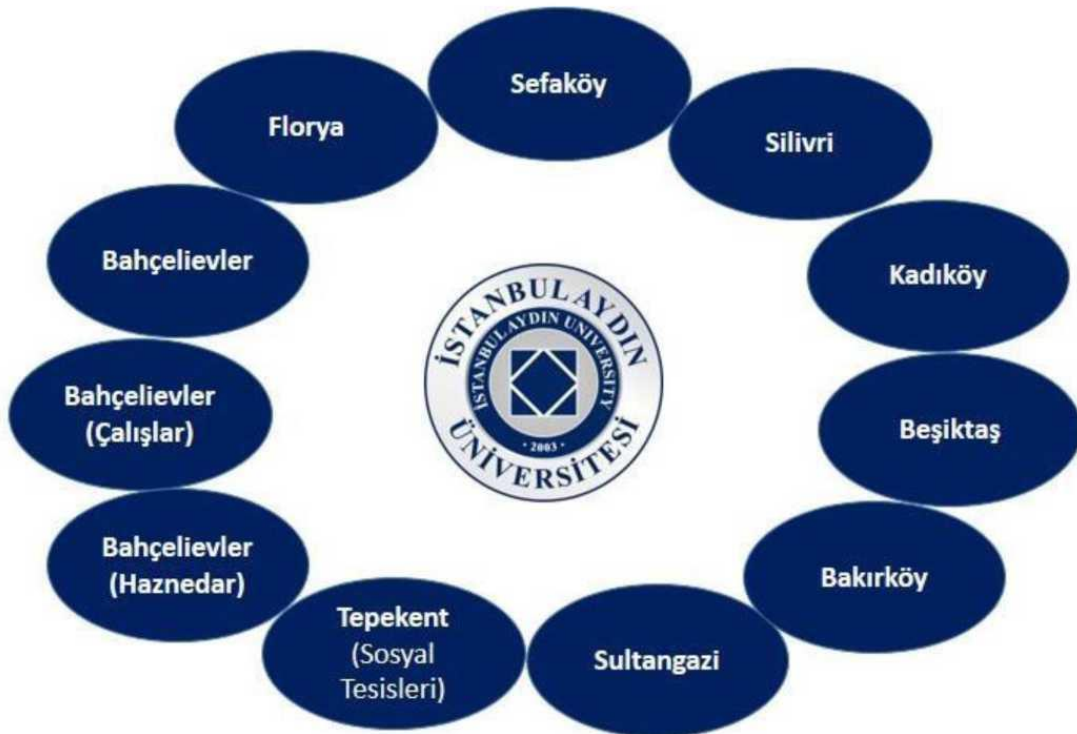 Sefaköy
Silivri
Kadıköy
Beşiktaş
Bakırköy
Sultangazi
Tepekent
(Sosyal
Tesisleri)
Bahçelievler
(Haznedar)
Bahçelievler
(Çalışlar)
Bahçelievler
Florya
İSTANBUL AYDIN
ÜNİVERSİTESİ
İSTANBUL AYDIN UNIVERSITY
· 2003 ·